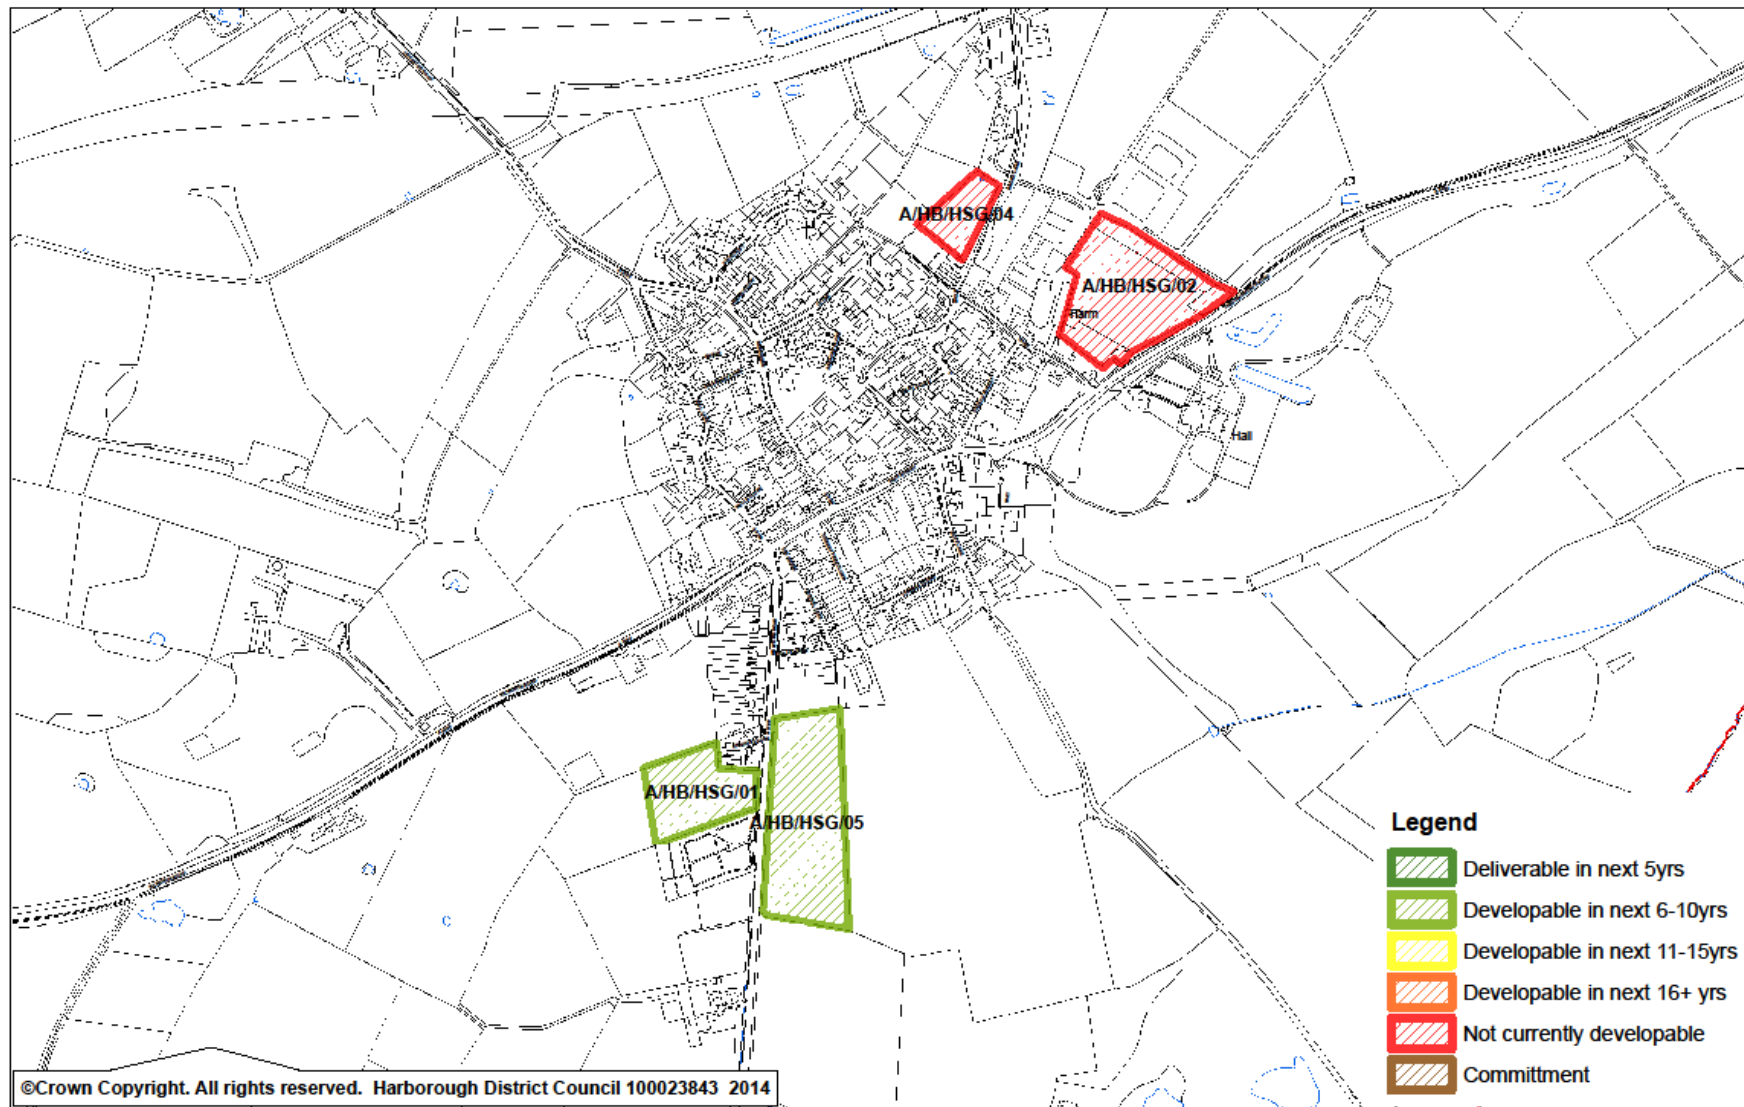 A/HB/HSG/04
A/HB/HSG/02
Farm
Hall
A/HB/HSG/01
A/HB/HSG/05
Legend
Deliverable in next 5yrs
Developable in next 6-10yrs
Developable in next 11-15yrs
Developable in next 16+ yrs
Not currently developable
Committment
©Crown Copyright. All rights reserved. Harborough District Council 100023843 2014